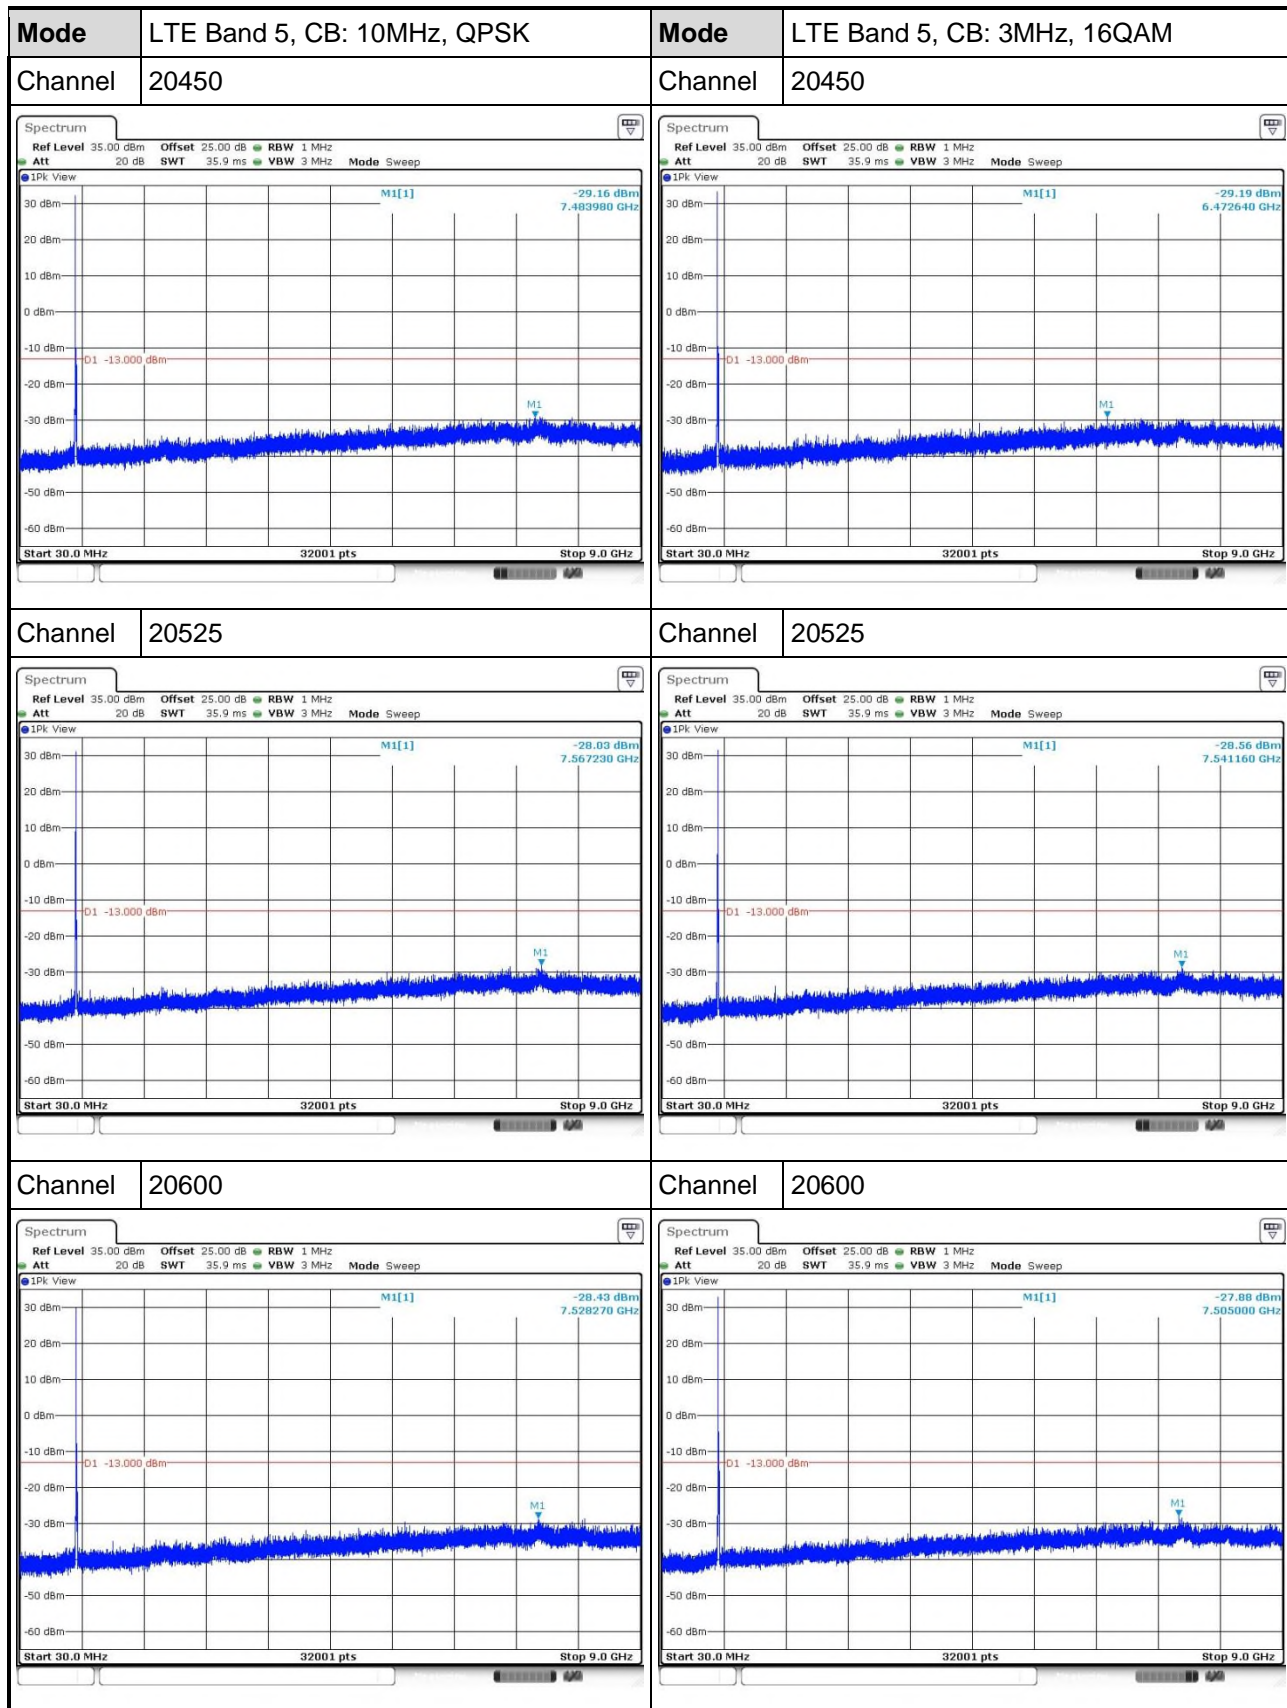 Mode LTE Band 5, CB: 10MHz, QPSK Mode LTE Band 5, CB: 3MHz, 16QAM
Channel 20450 Channel 20450
Spectrum
Ref Level 35.00 dBm Offset 25.00 dB RBW 1 MHz
Att 20 dB SWT 35.9 ms VBW 3 MHz Mode Sweep
1Pk View
M1[1] -29.16 dBm
7.483980 GHz
30 dBm
20 dBm
10 dBm
0 dBm
-10 dBm
D1 -13.000 dBm
-20 dBm
M1
-30 dBm
-50 dBm
-60 dBm
Start 30.0 MHz 32001 pts Stop 9.0 GHz
Spectrum
Ref Level 35.00 dBm Offset 25.00 dB RBW 1 MHz
Att 20 dB SWT 35.9 ms VBW 3 MHz Mode Sweep
1Pk View
M1[1] -29.19 dBm
6.472640 GHz
30 dBm
20 dBm
10 dBm
0 dBm
-10 dBm
D1 -13.000 dBm
-20 dBm
M1
-30 dBm
-50 dBm
-60 dBm
Start 30.0 MHz 32001 pts Stop 9.0 GHz
Channel 20525 Channel 20525
Spectrum
Ref Level 35.00 dBm Offset 25.00 dB RBW 1 MHz
Att 20 dB SWT 35.9 ms VBW 3 MHz Mode Sweep
1Pk View
M1[1] -28.03 dBm
7.567230 GHz
30 dBm
20 dBm
10 dBm
0 dBm
-10 dBm
D1 -13.000 dBm
-20 dBm
M1
-30 dBm
-50 dBm
-60 dBm
Start 30.0 MHz 32001 pts Stop 9.0 GHz
Spectrum
Ref Level 35.00 dBm Offset 25.00 dB RBW 1 MHz
Att 20 dB SWT 35.9 ms VBW 3 MHz Mode Sweep
1Pk View
M1[1] -28.56 dBm
7.541160 GHz
30 dBm
20 dBm
10 dBm
0 dBm
-10 dBm
D1 -13.000 dBm
-20 dBm
M1
-30 dBm
-50 dBm
-60 dBm
Start 30.0 MHz 32001 pts Stop 9.0 GHz
Channel 20600 Channel 20600
Spectrum
Ref Level 35.00 dBm Offset 25.00 dB RBW 1 MHz
Att 20 dB SWT 35.9 ms VBW 3 MHz Mode Sweep
1Pk View
M1[1] -28.43 dBm
7.528270 GHz
30 dBm
20 dBm
10 dBm
0 dBm
-10 dBm
D1 -13.000 dBm
-20 dBm
M1
-30 dBm
-50 dBm
-60 dBm
Start 30.0 MHz 32001 pts Stop 9.0 GHz
Spectrum
Ref Level 35.00 dBm Offset 25.00 dB RBW 1 MHz
Att 20 dB SWT 35.9 ms VBW 3 MHz Mode Sweep
1Pk View
M1[1] -27.88 dBm
7.505000 GHz
30 dBm
20 dBm
10 dBm
0 dBm
-10 dBm
D1 -13.000 dBm
-20 dBm
M1
-30 dBm
-50 dBm
-60 dBm
Start 30.0 MHz 32001 pts Stop 9.0 GHz